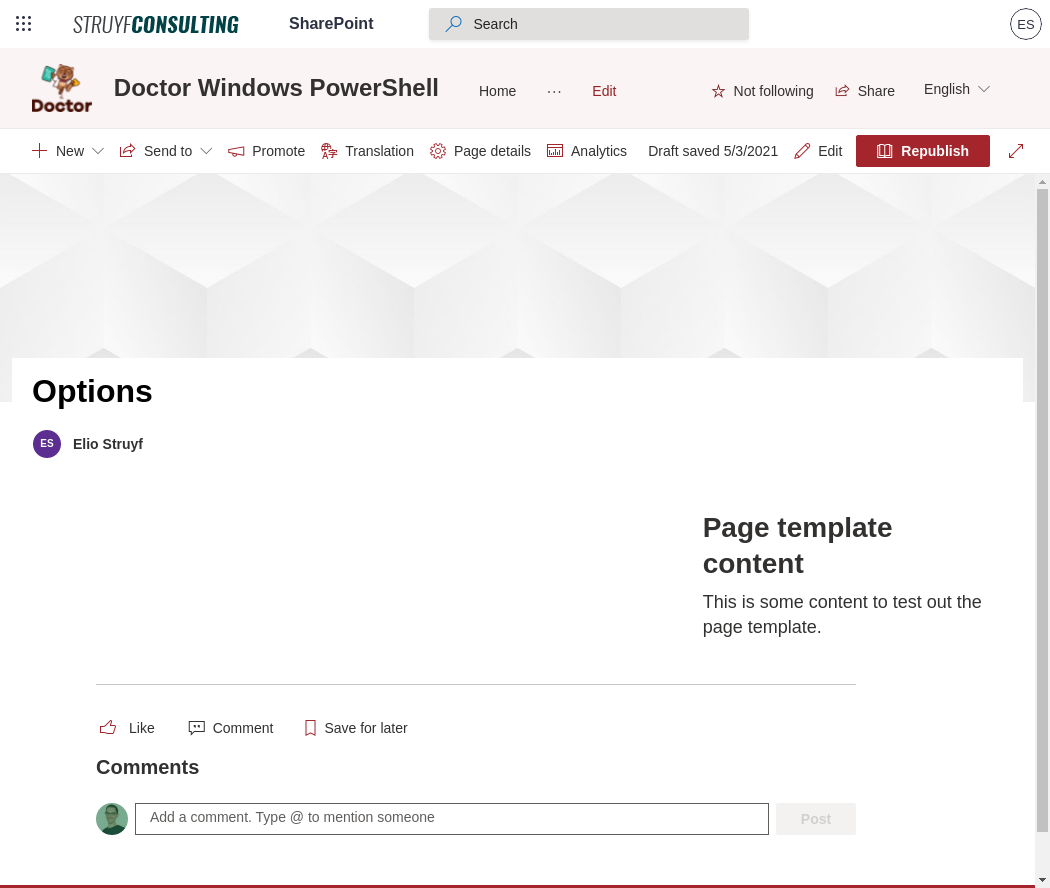 STRUYFCONSULTING SharePoint Search ES
Doctor Doctor Windows PowerShell Home ... Edit Not following Share English
New Send to Promote Translation Page details Analytics Draft saved 5/3/2021 Edit Republish
Options
ES Elio Struyf
Page template
content
This is some content to test out the
page template.
Like Comment Save for later
Comments
Add a comment. Type @ to mention someone Post